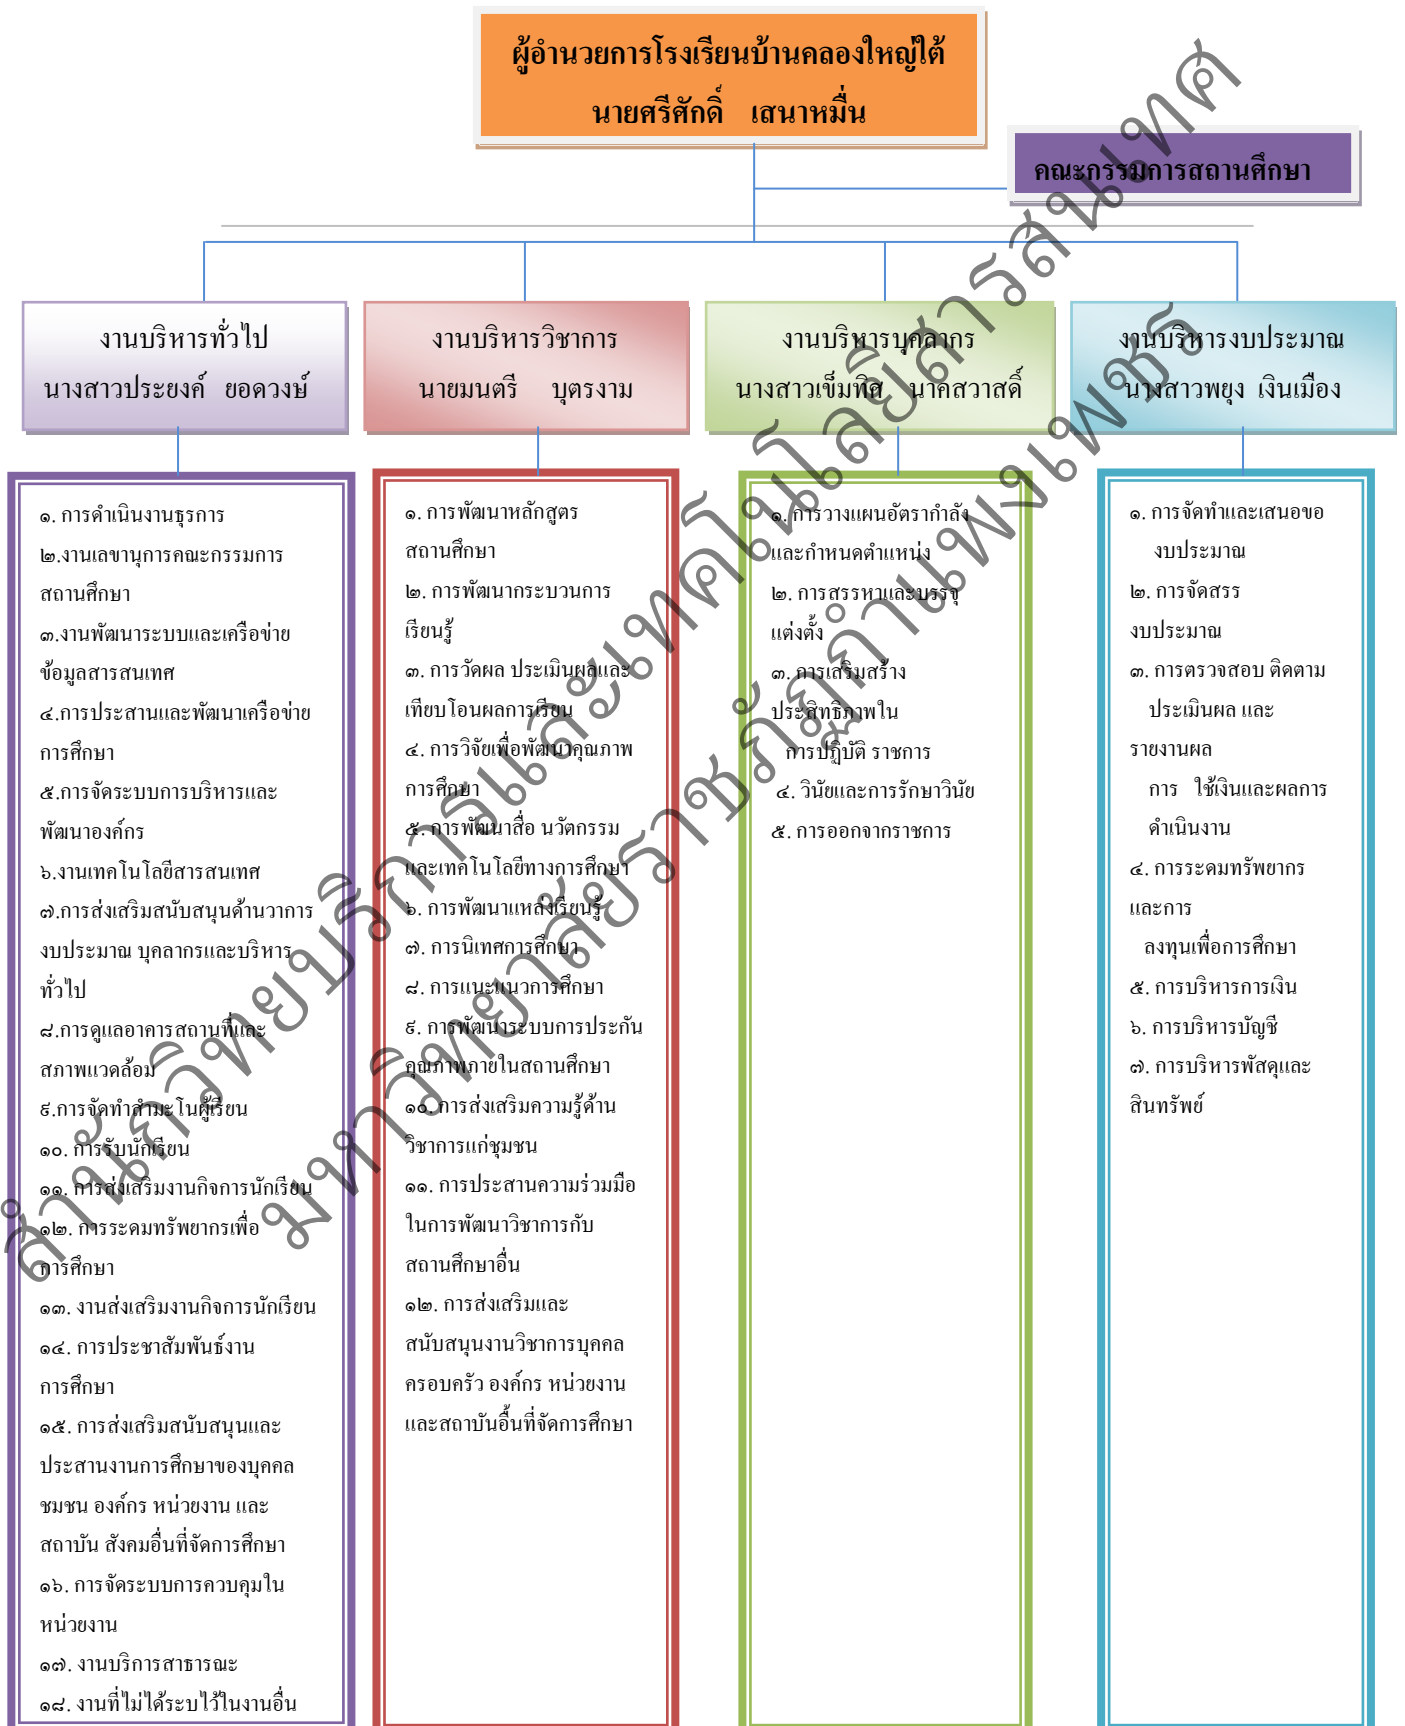 ผู้อำนวยการโรงเรียนบ้านคลองใหญ่ใต้
นายศรีศักดิ์ เสนาหมื่น
คณะกรรมการสถานศึกษา
งานบริหารทั่วไป
นางสาวประยงค์ ยอดวงษ์
งานบริหารวิชาการ
นายมนตรี บุตรงาม
งานบริหารบุคลากร
นางสาวเข็มทิศ นาคสวาสดิ์
งานบริหารงบประมาณ
นางสาวพยุง เงินเมือง
๑. การดำเนินงานธุรการ
๒.งานเลขานุการคณะกรรมการ
สถานศึกษา
๓.งานพัฒนาระบบและเครือข่าย
ข้อมูลสารสนเทศ
๔.การประสานและพัฒนาเครือข่าย
การศึกษา
๕.การจัดระบบการบริหารและ
พัฒนาองค์กร
๖.งานเทคโนโลยีสารสนเทศ
๗.การส่งเสริมสนับสนุนด้านวาการ
งบประมาณ บุคลากรและบริหาร
ทั่วไป
๘.การดูแลอาคารสถานที่และ
สภาพแวดล้อม
๙.การจัดทำสำมะโนผู้เรียน
๑๐. การรับนักเรียน
๑๑. การส่งเสริมงานกิจการนักเรียน
๑๒. การระดมทรัพยากรเพื่อ
การศึกษา
๑๓. งานส่งเสริมงานกิจการนักเรียน
๑๔. การประชาสัมพันธ์งาน
การศึกษา
๑๕. การส่งเสริมสนับสนุนและ
ประสานงานการศึกษาของบุคคล
ชุมชน องค์กร หน่วยงาน และ
สถาบัน สังคมอื่นที่จัดการศึกษา
๑๖. การจัดระบบการควบคุมใน
หน่วยงาน
๑๗. งานบริการสาธารณะ
๑๘. งานที่ไม่ได้ระบุไว้ในงานอื่น
๑. การพัฒนาหลักสูตร
สถานศึกษา
๒. การพัฒนากระบวนการ
เรียนรู้
๓. การวัดผล ประเมินผลและ
เทียบโอนผลการเรียน
๔. การวิจัยเพื่อพัฒนาคุณภาพ
การศึกษา
๕. การพัฒนาสื่อ นวัตกรรม
และเทคโนโลยีทางการศึกษา
๖. การพัฒนาแหล่งเรียนรู้
๗. การนิเทศการศึกษา
๘. การแนะแนวการศึกษา
๙. การพัฒนาระบบการประกัน
คุณภาพภายในสถานศึกษา
๑๐. การส่งเสริมความรู้ด้าน
วิชาการแก่ชุมชน
๑๑. การประสานความร่วมมือ
ในการพัฒนาวิชาการกับ
สถานศึกษาอื่น
๑๒. การส่งเสริมและ
สนับสนุนงานวิชาการบุคคล
ครอบครัว องค์กร หน่วยงาน
และสถาบันอื้นที่จัดการศึกษา
๑. การวางแผนอัตรากำลัง
และกำหนดตำแหน่ง
๒. การสรรหาและบรรจุ
แต่งตั้ง
๓. การเสริมสร้าง
ประสิทธิภาพใน
การปฏิบัติ ราชการ
๔. วินัยและการรักษาวินัย
๕. การออกจากราชการ
๑. การจัดทำและเสนอขอ
งบประมาณ
๒. การจัดสรร
งบประมาณ
๓. การตรวจสอบ ติดตาม
ประเมินผล และ
รายงานผล
การ ใช้เงินและผลการ
ดำเนินงาน
๔. การระดมทรัพยากร
และการ
ลงทุนเพื่อการศึกษา
๕. การบริหารการเงิน
๖. การบริหารบัญชี
๗. การบริหารพัสดุและ
สินทรัพย์
สำนักวิทยบริการและเทคโนโลยีสารสนเทศ
มหาวิทยาลัยราชภัฏกำแพงเพชร